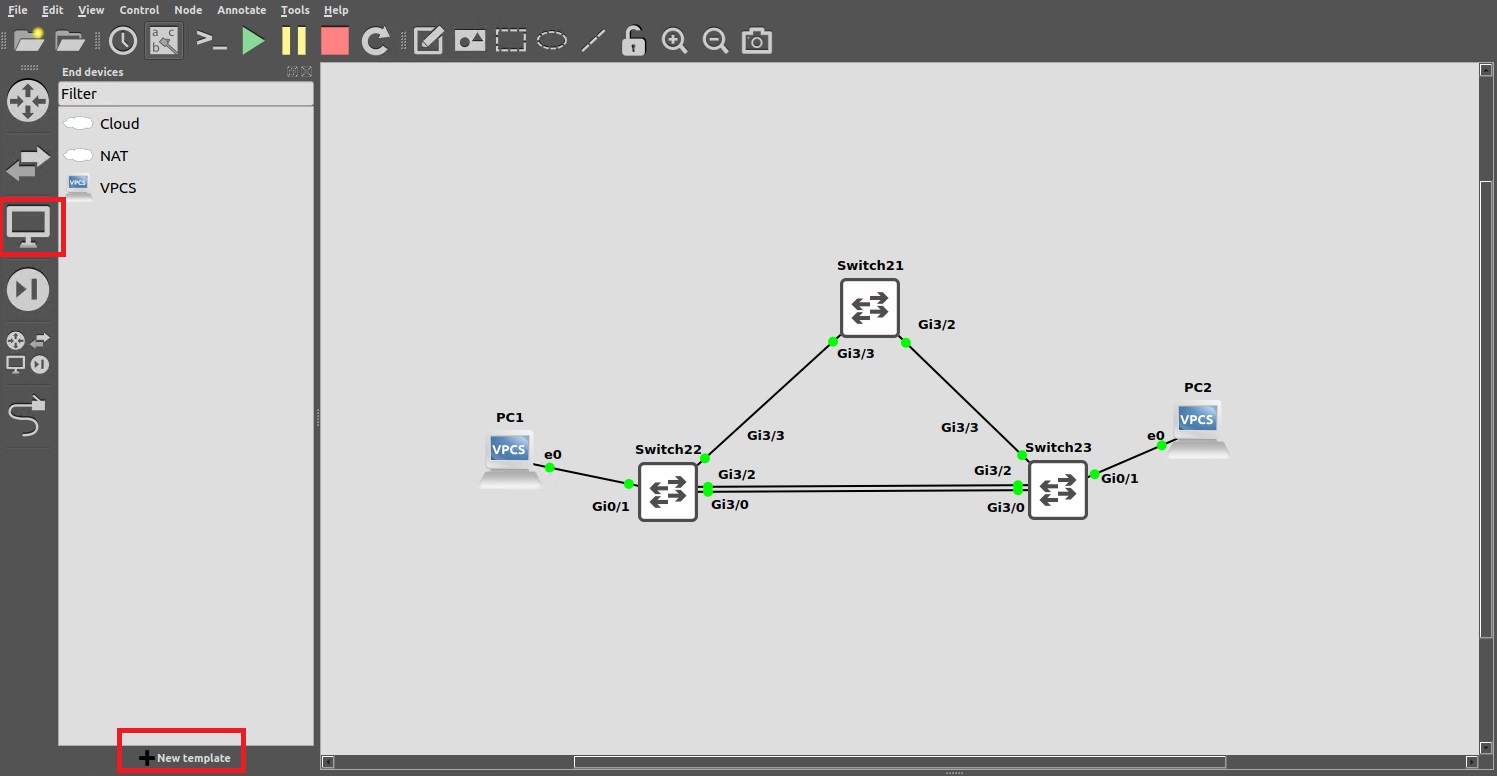 File Edit View Control Node Annotate Tools Help
a c
b
>_
End devices
Filter
Cloud
NAT
VPCS
VPCS
Switch21
Gi3/2
Gi3/3
PC2
VPCS
PC1
VPCS
e0
Gi3/3
Gi3/3
e0
Switch22
Switch23
Gi3/2
Gi3/2
Gi0/1
Gi0/1
Gi3/0
Gi3/0
New template